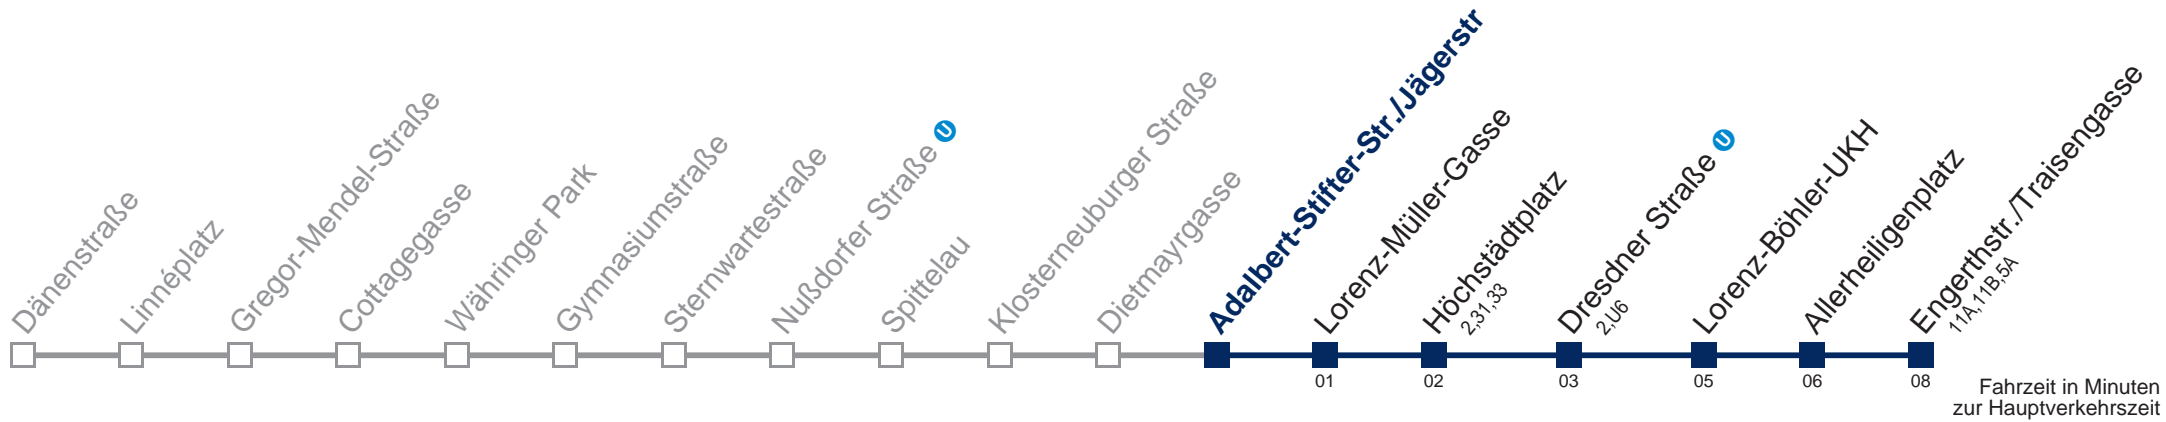 Dänenstraße
Linnéplatz
Gregor-Mendel-Straße
Cottagegasse
Währinger Park
Gymnasiumstraße
Sternwartestraße
Nußdorfer Straße U
Spittelau
Klosterneuburger Straße
Dietmayrgasse
Adalbert-Stifter-Str./Jägerstr
Lorenz-Müller-Gasse
Höchstädtplatz
2,31,33
Dresdner Straße U
2,U6
Lorenz-Böhler-UKH
Allerheiligenplatz
Engerthstr./Traisengasse
11A,11B,5A
01
02
03
05
06
08
Fahrzeit in Minuten
zur Hauptverkehrszeit